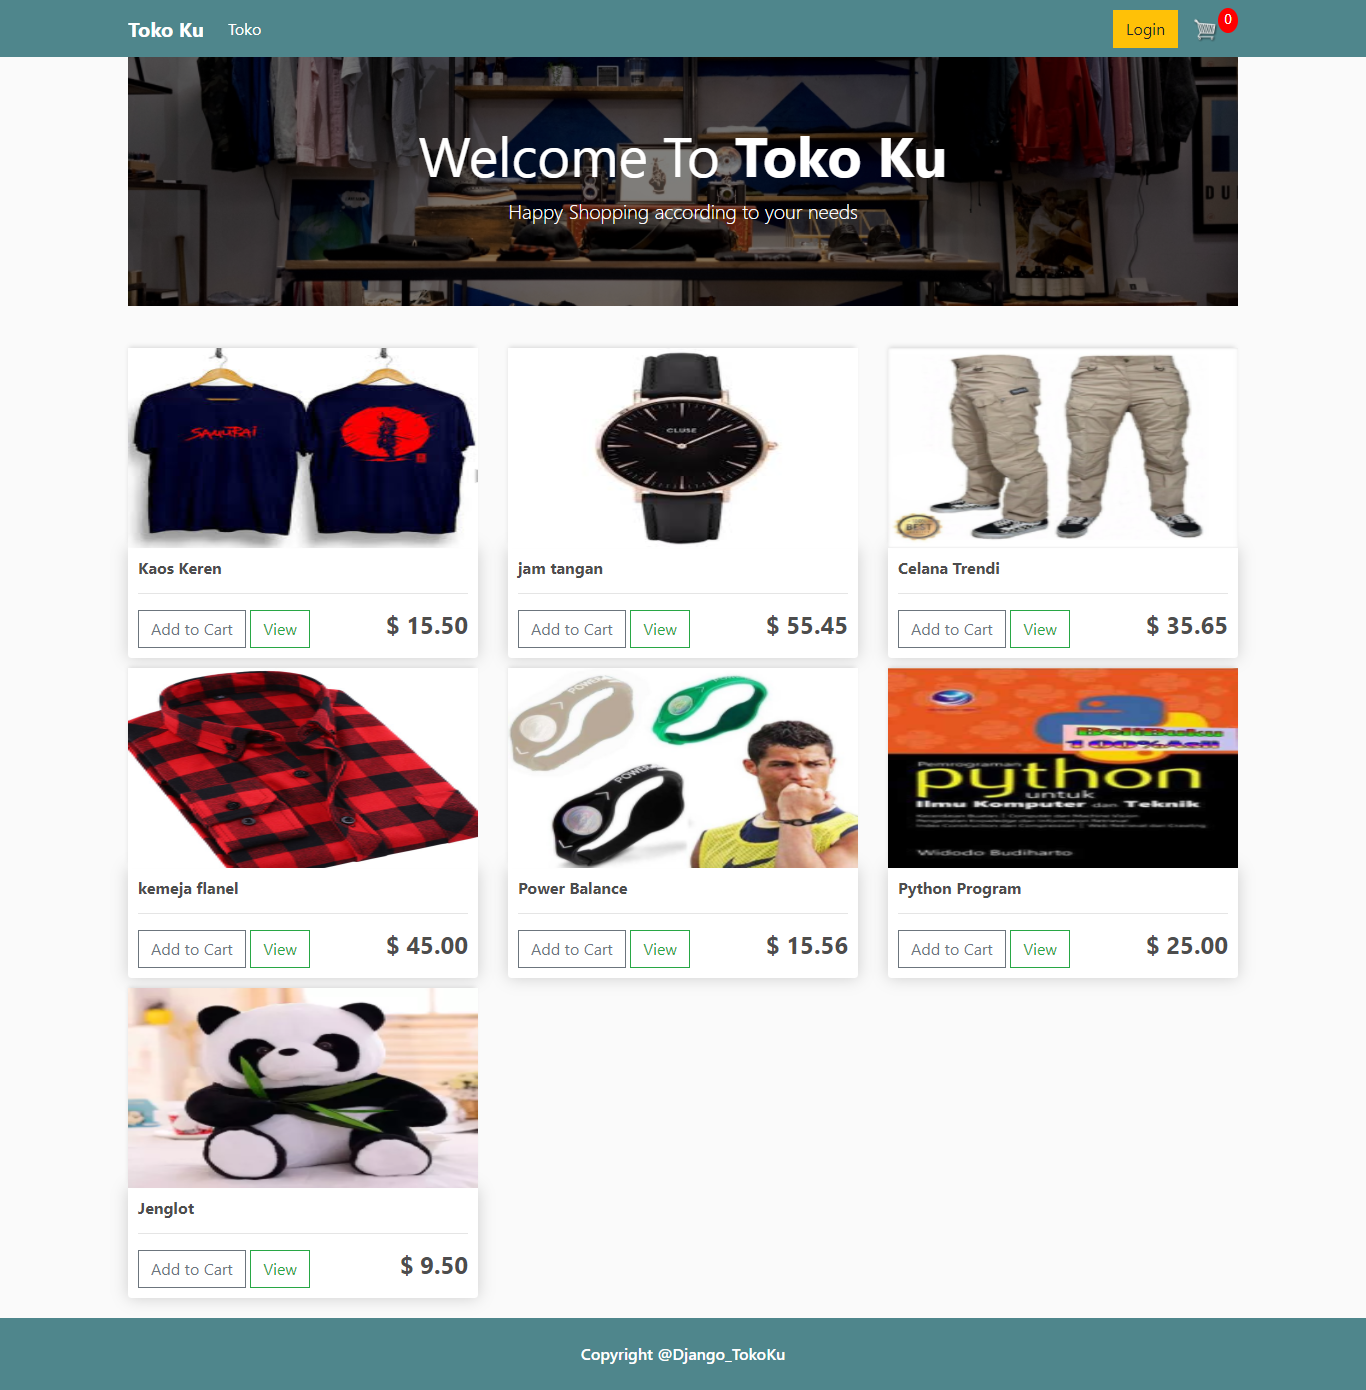 Toko Ku
Toko
Login
0
Welcome To Toko Ku
Happy Shopping according to your needs
DU
SAMURAI
CLUSE
BEST
Kaos Keren
Add to Cart
View
$ 15.50
jam tangan
Add to Cart
View
$ 55.45
Celana Trendi
Add to Cart
View
$ 35.65
POWER
POWER
BeliBuku
100%Asli
Pemrograman
python
untuk
Ilmu Komputer dan Teknik
Widodo Budiharto
kemeja flanel
Add to Cart
View
$ 45.00
Power Balance
Add to Cart
View
$ 15.56
Python Program
Add to Cart
View
$ 25.00
Jenglot
Add to Cart
View
$ 9.50
Copyright @Django_TokoKu